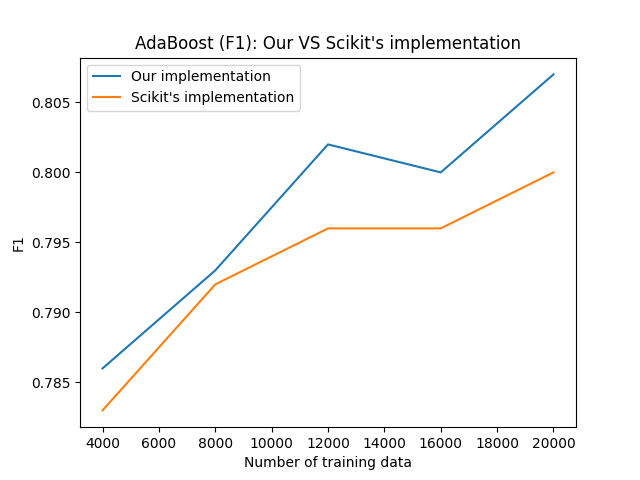 AdaBoost (F1): Our VS Scikit's implementation
Our implementation
Scikit's implementation
0.805
0.800
0.795
0.790
0.785
F1
4000 6000 8000 10000 12000 14000 16000 18000 20000
Number of training data